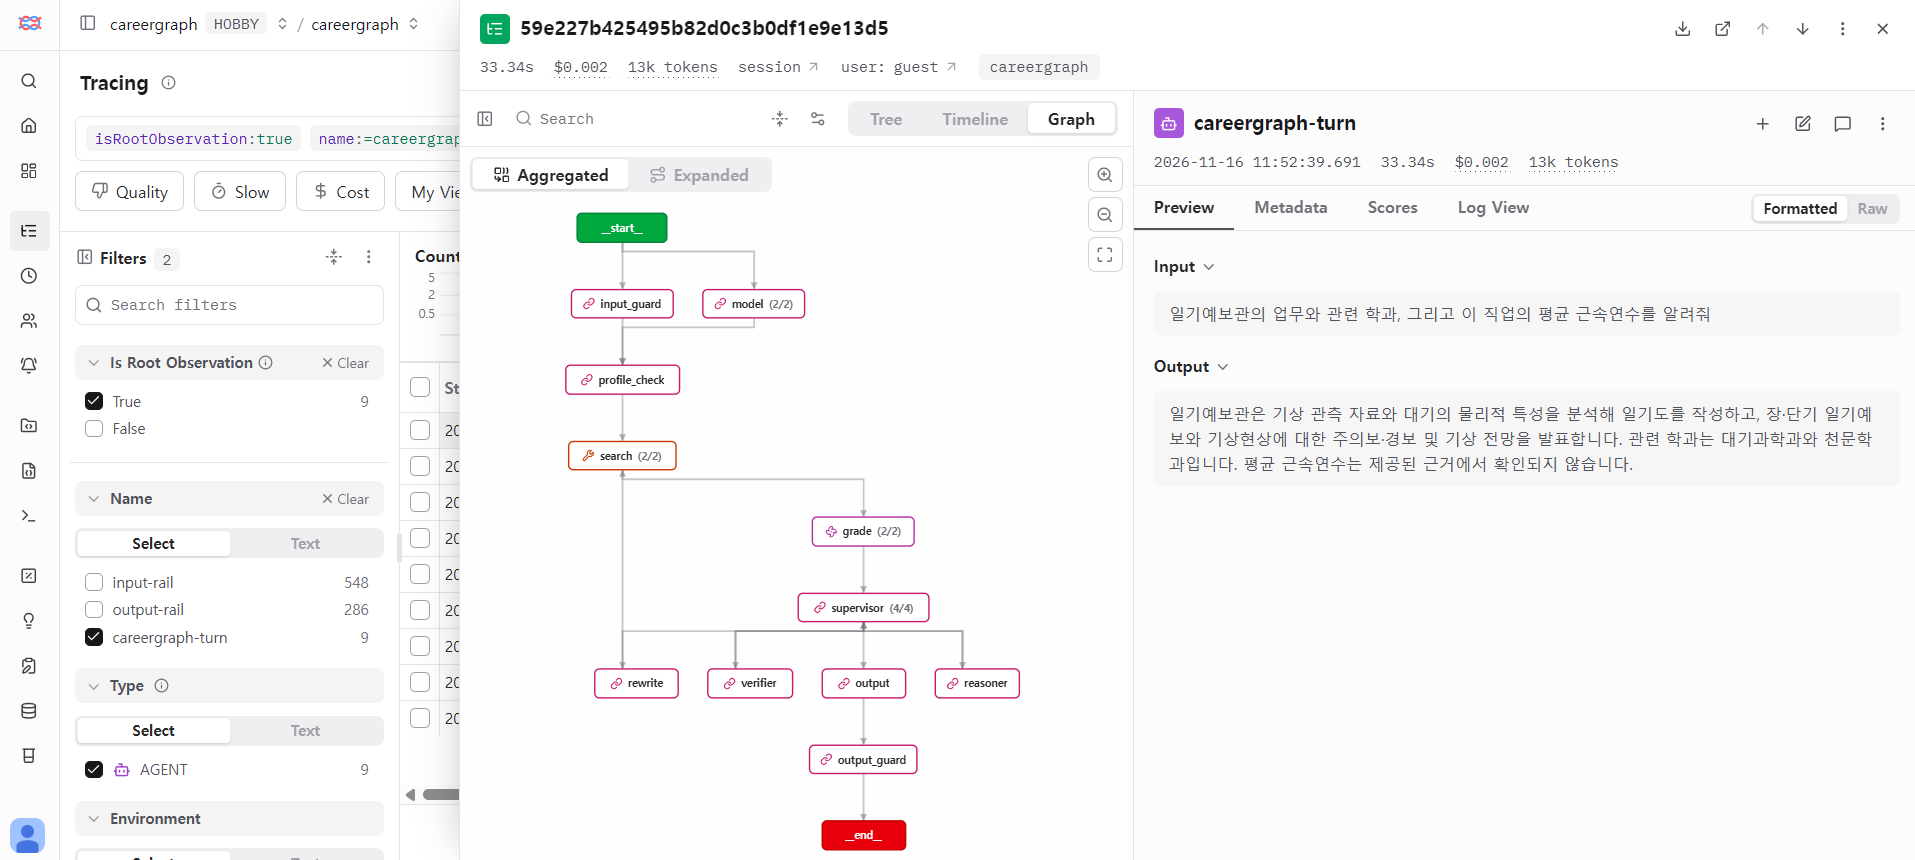 careergraph HOBBY / careergraph
Tracing
isRootObservation:true name:=careergrap
Quality Slow Cost My Vie
Filters 2
Search filters
Is Root Observation Clear
True 9
False
Name Clear
Select Text
input-rail 548
output-rail 286
careergraph-turn 9
Type
Select Text
AGENT 9
Environment
Count
5
2
0.5
St
20
20
20
20
20
20
20
20
20
59e227b425495b82d0c3b0df1e9e13d5
33.34s $0.002 13k tokens session user: guest careergraph
Search Tree Timeline Graph
Aggregated Expanded
__start__
input_guard model (2/2)
profile_check
search (2/2)
grade (2/2)
supervisor (4/4)
rewrite verifier output reasoner
output_guard
__end__
careergraph-turn
2026-11-16 11:52:39.691 33.34s $0.002 13k tokens
Preview Metadata Scores Log View Formatted Raw
Input
일기예보관의 업무와 관련 학과, 그리고 이 직업의 평균 근속연수를 알려줘
Output
일기예보관은 기상 관측 자료와 대기의 물리적 특성을 분석해 일기도를 작성하고, 장·단기 일기예
보와 기상현상에 대한 주의보·경보 및 기상 전망을 발표합니다. 관련 학과는 대기과학과와 천문학
과입니다. 평균 근속연수는 제공된 근거에서 확인되지 않습니다.